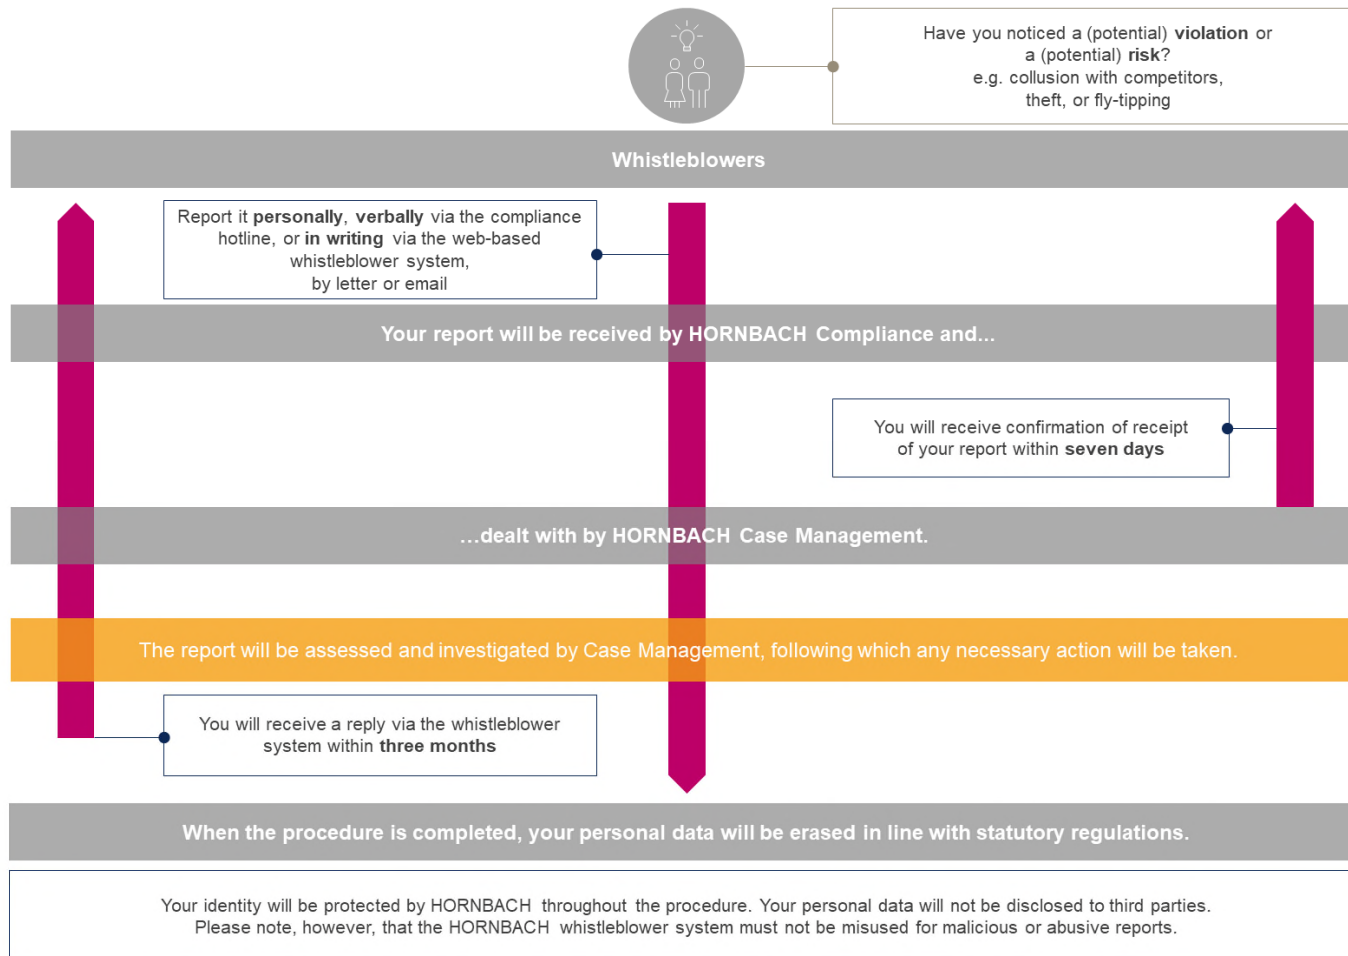 Have you noticed a (potential) violation or
a (potential) risk?
e.g. collusion with competitors,
theft, or fly-tipping
Whistleblowers
Report it personally, verbally via the compliance
hotline, or in writing via the web-based
whistleblower system,
by letter or email
Your report will be received by HORNBACH Compliance and...
You will receive confirmation of receipt
of your report within seven days
...dealt with by HORNBACH Case Management.
The report will be assessed and investigated by Case Management, following which any necessary action will be taken.
You will receive a reply via the whistleblower
system within three months
When the procedure is completed, your personal data will be erased in line with statutory regulations.
Your identity will be protected by HORNBACH throughout the procedure. Your personal data will not be disclosed to third parties.
Please note, however, that the HORNBACH whistleblower system must not be misused for malicious or abusive reports.